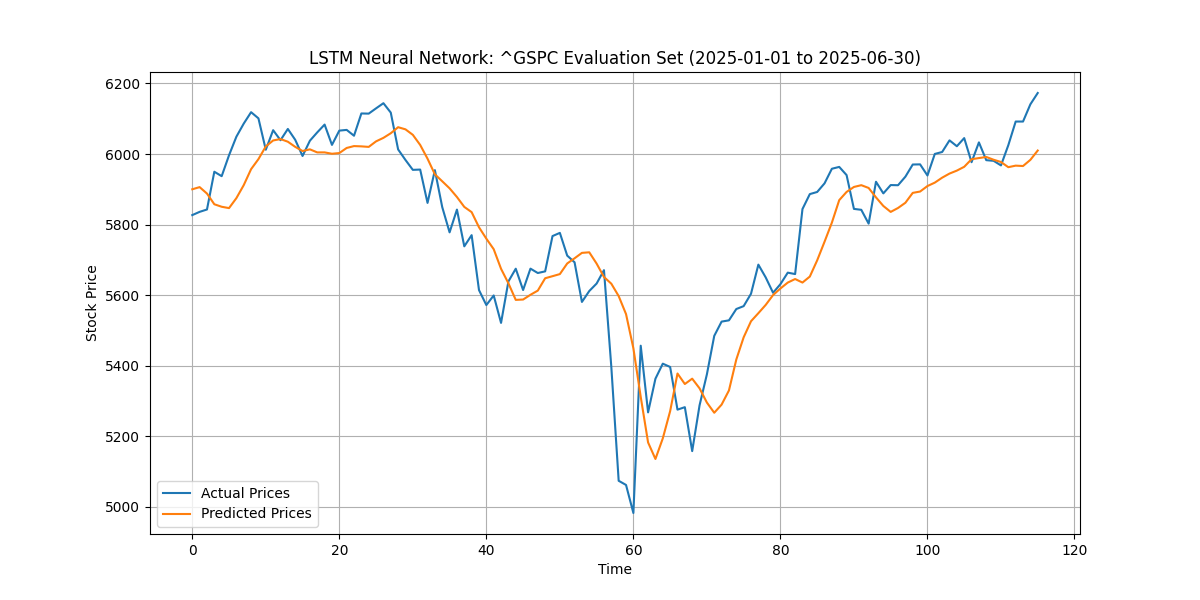 LSTM Neural Network: ^GSPC Evaluation Set (2025-01-01 to 2025-06-30)
Stock Price
6200
6000
5800
5600
5400
5200
5000
Actual Prices
Predicted Prices
0 20 40 60 80 100 120
Time